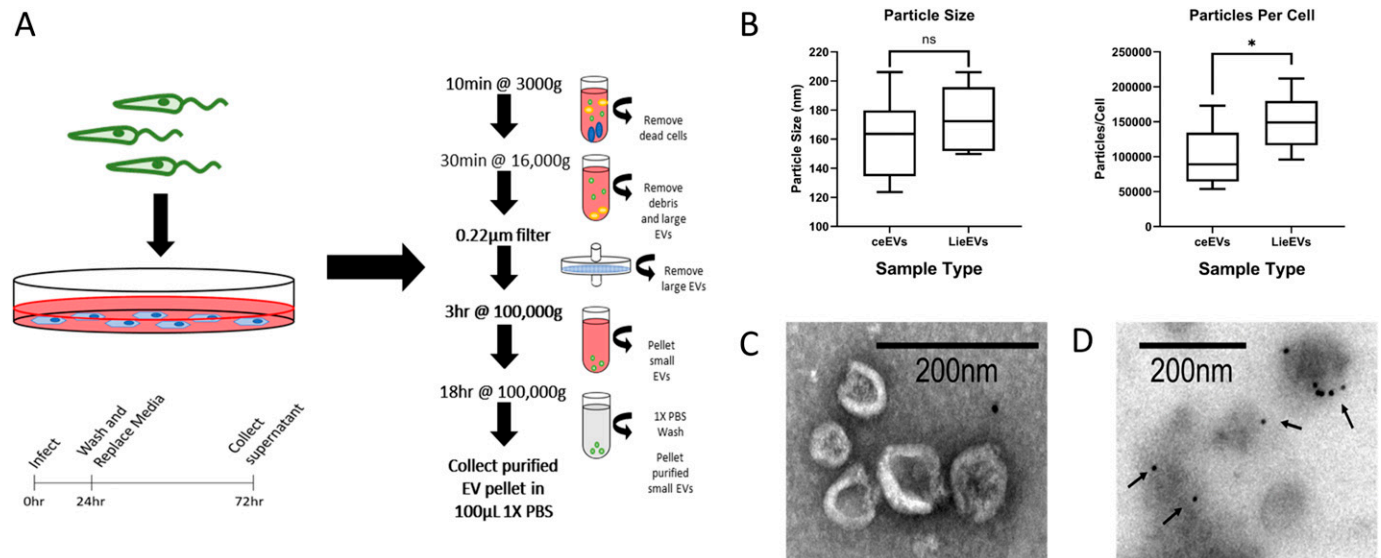 A
10min @ 3000g
Remove
dead cells
30min @ 16,000g
Remove
debris
and large
EVs
0.22µm filter
Remove
large EVs
3hr @ 100,000g
Pellet
small
EVs
18hr @ 100,000g
1X PBS
Wash
Pellet
purified
small EVs
Collect purified
EV pellet in
100µL 1X PBS
Infect
Wash and
Replace Media
Collect
supernatant
0hr
24hr
72hr
B
Particle Size
ns
Particle Size (nm)
220
200
180
160
140
120
100
ceEVs
LieEVs
Sample Type
Particles Per Cell
*
Particles/Cell
250000
200000
150000
100000
50000
0
ceEVs
LieEVs
Sample Type
C
200nm
D
200nm